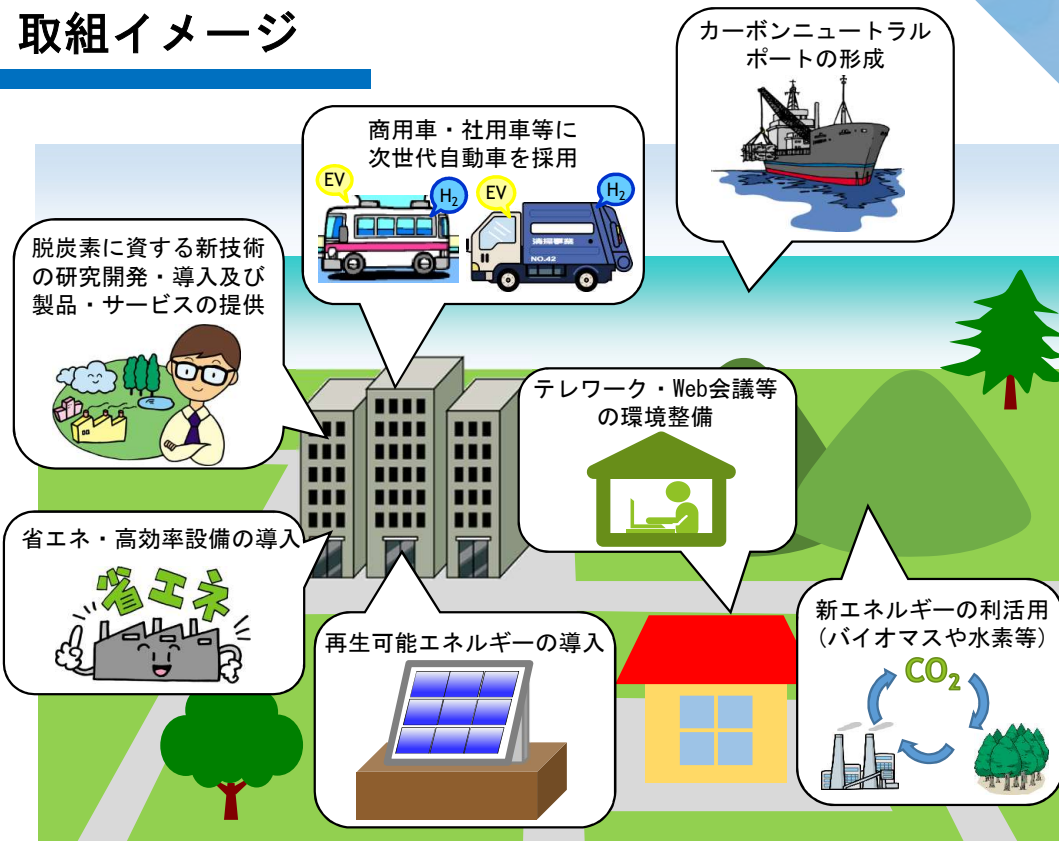 取組イメージ
カーボンニュートラル
ポートの形成
商用車・社用車等に
次世代自動車を採用
EV
H₂
EV
H₂
清掃事業
NO.42
脱炭素に資する新技術
の研究開発・導入及び
製品・サービスの提供
テレワーク・Web会議等
の環境整備
省エネ・高効率設備の導入
省エネ
再生可能エネルギーの導入
新エネルギーの利活用
(バイオマスや水素等)
CO₂